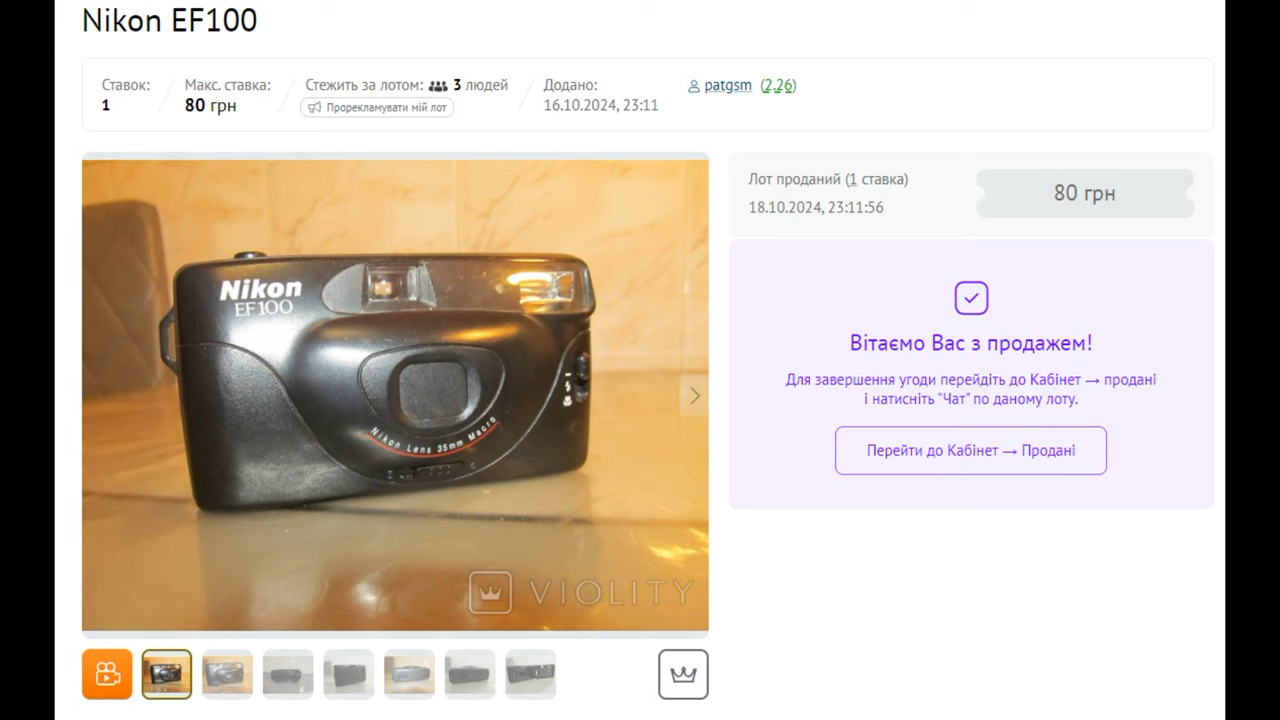 Nikon EF100
Ставок:
1
Макс. ставка:
80 грн
Стежить за лотом: 3 людей
Прорекламувати мій лот
Додано:
16.10.2024, 23:11
patgsm (2,26)
Лот проданий (1 ставка)
18.10.2024, 23:11:56
80 грн
Nikon
EF100
Nikon Lens 35mm Macro
VIOLITY
Вітаємо Вас з продажем!
Для завершення угоди перейдіть до Кабінет → продані
і натисніть "Чат" по даному лоту.
Перейти до Кабінет → Продані